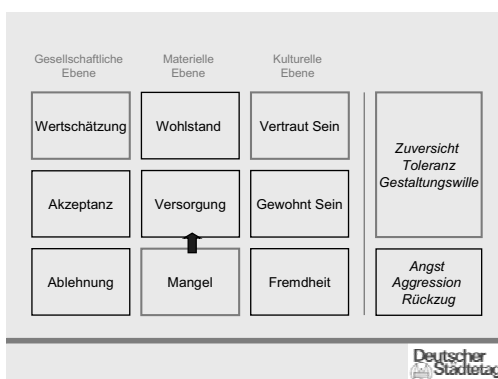 Gesellschaftliche Materielle Kulturelle
Ebene Ebene Ebene
Wertschätzung Wohlstand Vertraut Sein
Zuversicht
Toleranz
Gestaltungswille
Akzeptanz Versorgung Gewohnt Sein
Ablehnung Mangel Fremdheit
Angst
Aggression
Rückzug
Deutscher
Städtetag